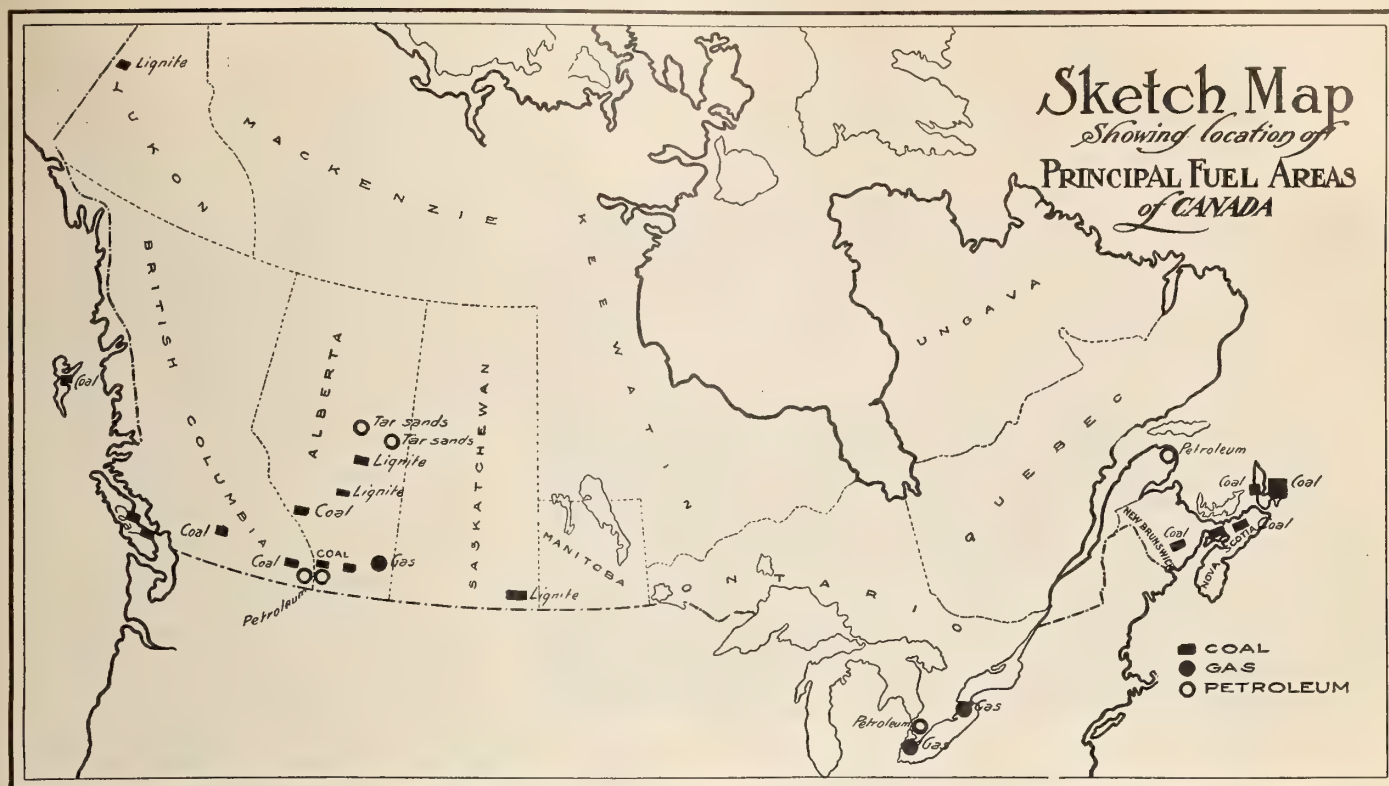 Sketch Map
Showing location of
PRINCIPAL FUEL AREAS
of CANADA
Lignite
YUKON
MACKENZIE
KEEWATIN
BRITISH COLUMBIA
ALBERTA
SASKATCHEWAN
MANITOBA
UNGAVA
QUEBEC
ONTARIO
NEW BRUNSWICK
NOVA SCOTIA
Coal
Tar sands
Tar sands
Lignite
Lignite
Coal
Coal
Coal
Coal
COAL
Gas
Petroleum
Lignite
Petroleum
Coal
Coal
Coal
Coal
Petroleum
Gas
Gas
COAL
GAS
PETROLEUM